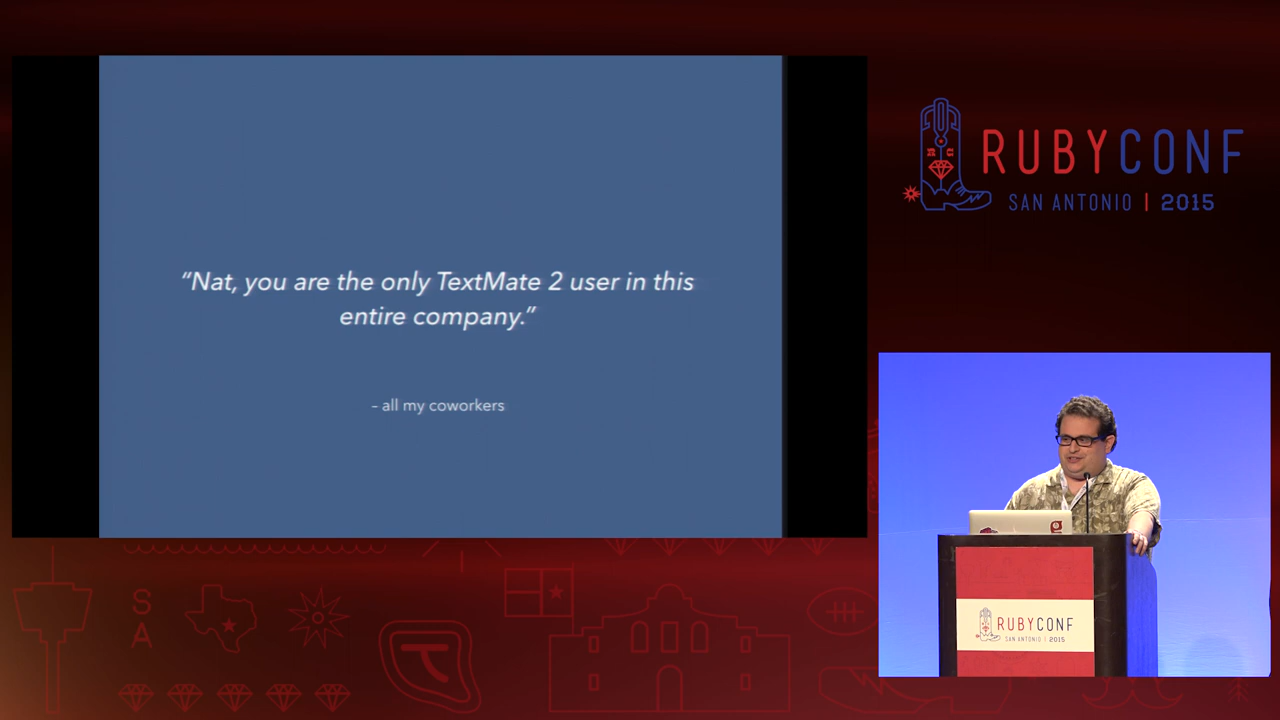 “Nat, you are the only TextMate 2 user in this
entire company.”
– all my coworkers
RUBYCONF
SAN ANTONIO | 2015
S
A
RUBYCONF
SAN ANTONIO | 2015